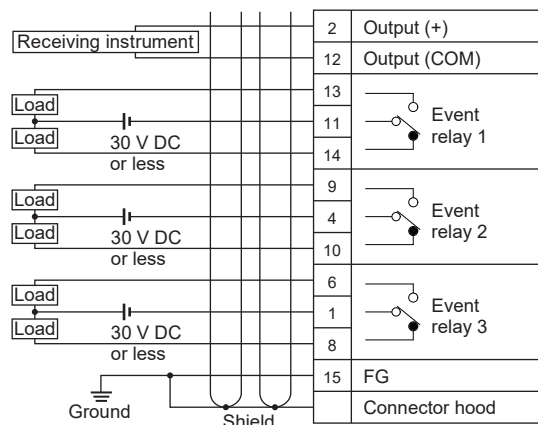 2 Output (+)
Receiving instrument
12 Output (COM)
13
Load
11
Event
relay 1
Load
30 V DC
or less
14
9
Load
4
Event
relay 2
Load
30 V DC
or less
10
6
Load
1
Event
relay 3
Load
30 V DC
or less
8
15 FG
Ground
Connector hood
Shield